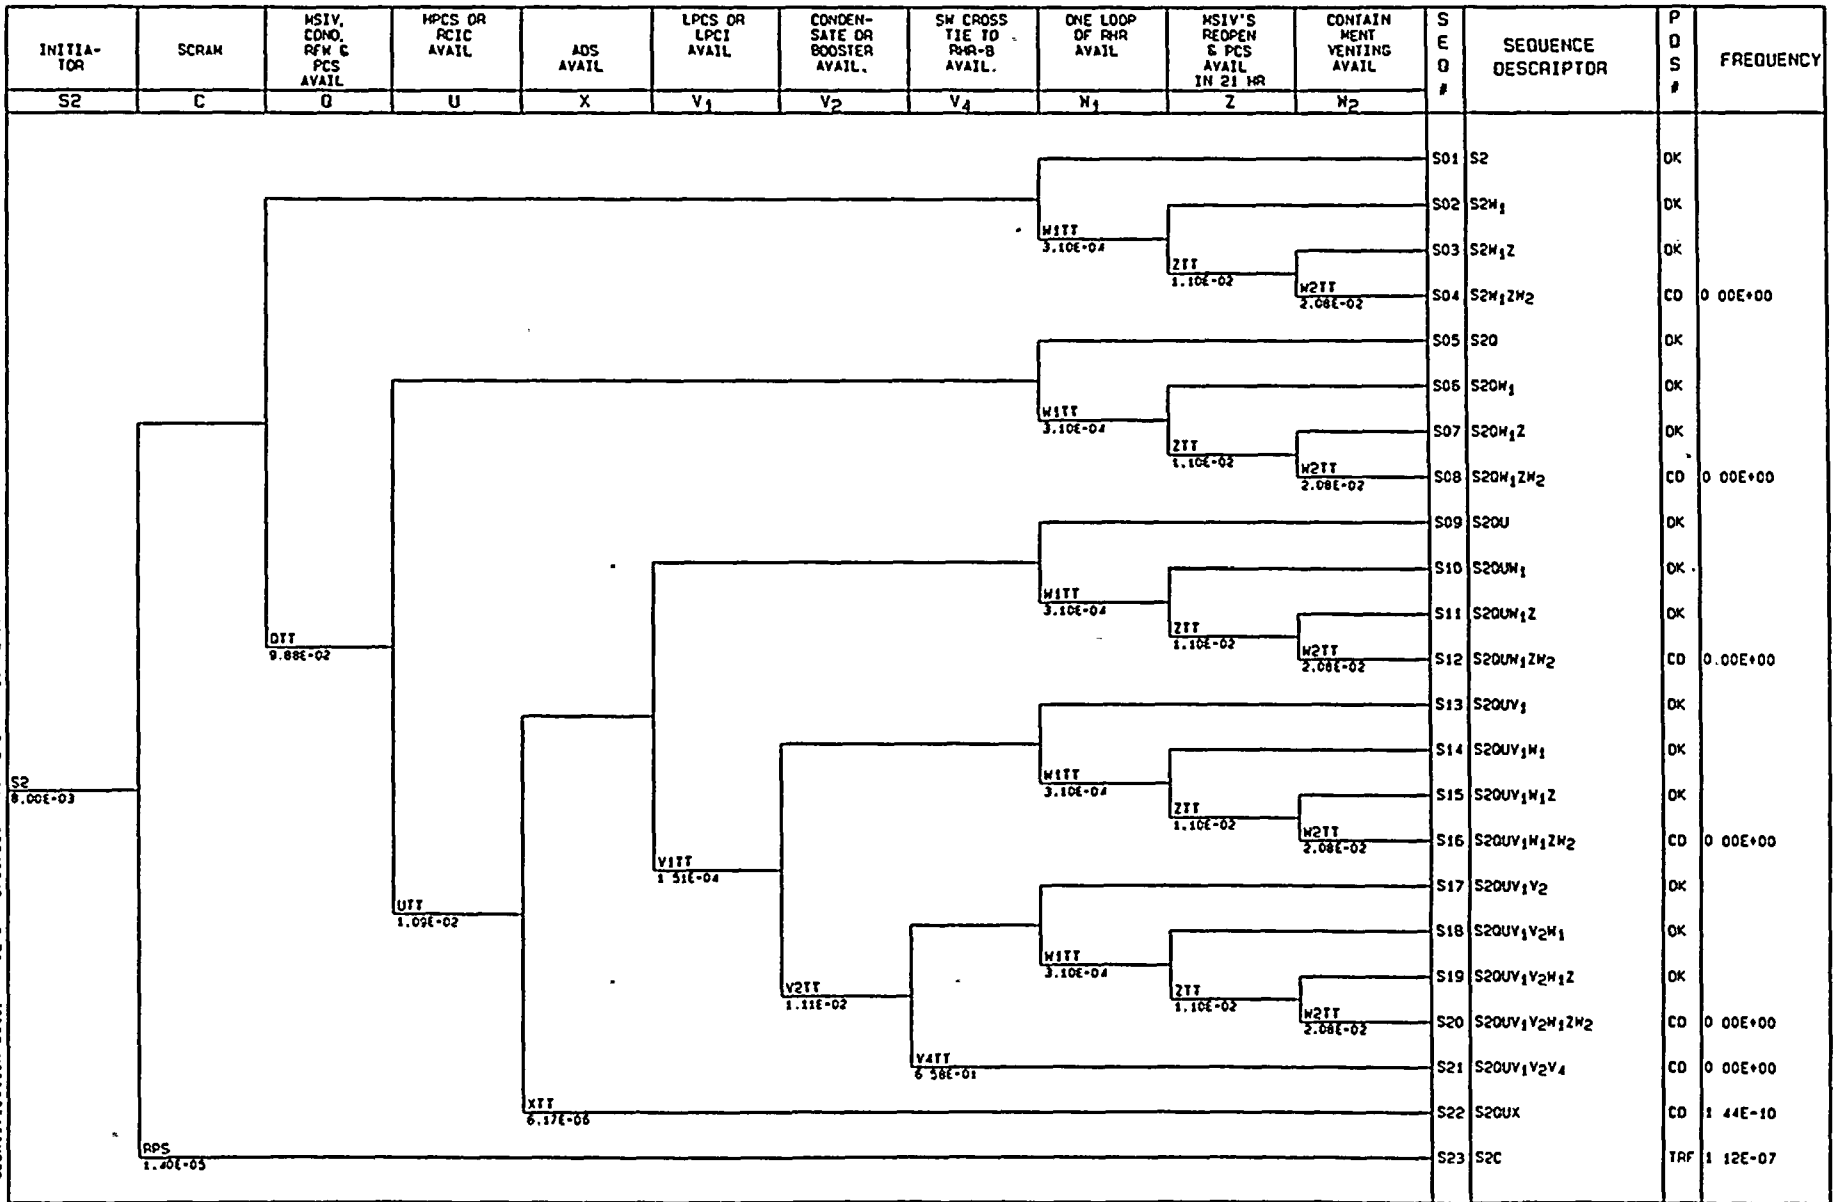 INITIA-
TOR
S2
SCRAM
C
MSIV,
COND,
RFW &
PCS
AVAIL
Q
HPCS OR
RCIC
AVAIL
U
ADS
AVAIL
X
LPCS OR
LPCI
AVAIL
V1
CONDEN-
SATE OR
BOOSTER
AVAIL.
V2
SW CROSS
TIE TO
RHR-B
AVAIL.
V4
ONE LOOP
OF RHR
AVAIL
W1
MSIV'S
REOPEN
& PCS
AVAIL
IN 21 HR
Z
CONTAIN
MENT
VENTING
AVAIL
W2
SEQ #
SEQUENCE
DESCRIPTOR
PDS #
FREQUENCY
S01 S2 OK
S02 S2W1 OK
W1TT
3.10E-04
S03 S2W1Z OK
ZTT
1.10E-02
W2TT
2.08E-02
S04 S2W1ZW2 CD 0 00E+00
S05 S2Q OK
S06 S2QW1 OK
W1TT
3.10E-04
S07 S2QW1Z OK
ZTT
1.10E-02
W2TT
2.08E-02
S08 S2QW1ZW2 CD 0 00E+00
S09 S2QU OK
S10 S2QUW1 OK
W1TT
3.10E-04
S11 S2QUW1Z OK
ZTT
1.10E-02
QTT
9.88E-02
W2TT
2.08E-02
S12 S2QUW1ZW2 CD 0.00E+00
S13 S2QUV1 OK
S14 S2QUV1W1 OK
W1TT
3.10E-04
S2
8.00E-03
S15 S2QUV1W1Z OK
ZTT
1.10E-02
W2TT
2.08E-02
S16 S2QUV1W1ZW2 CD 0 00E+00
V1TT
1 51E-04
S17 S2QUV1V2 OK
UTT
1.09E-02
S18 S2QUV1V2W1 OK
W1TT
3.10E-04
S19 S2QUV1V2W1Z OK
V2TT
1.11E-02
ZTT
1.10E-02
W2TT
2.08E-02
S20 S2QUV1V2W1ZW2 CD 0 00E+00
V4TT
6 58E-01
S21 S2QUV1V2V4 CD 0 00E+00
XTT
6.17E-06
S22 S2QUX CD 1 44E-10
RPS
1.40E-05
S23 S2C TRF 1 12E-07